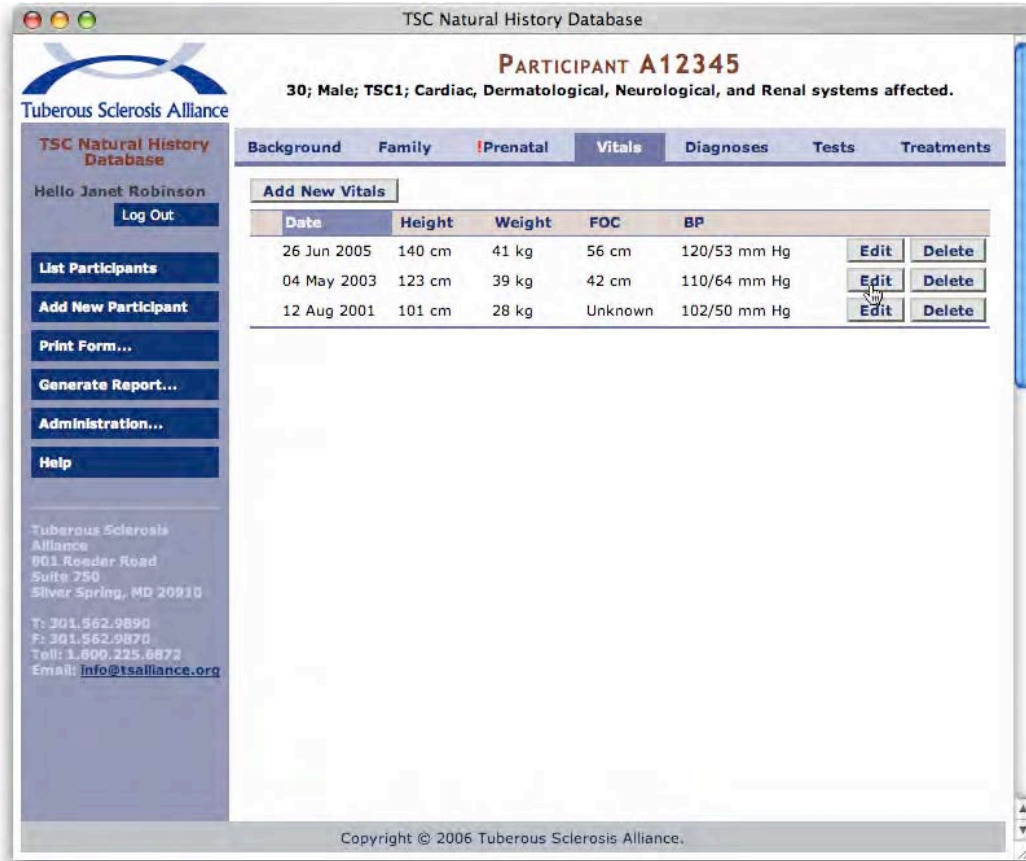 TSC Natural History Database
Tuberous Sclerosis Alliance
PARTICIPANT A12345
30; Male; TSC1; Cardiac, Dermatological, Neurological, and Renal systems affected.
TSC Natural History
Database
Hello Janet Robinson
Log Out
List Participants
Add New Participant
Print Form...
Generate Report...
Administration...
Help
Tuberous Sclerosis
Alliance
801 Roeder Road
Suite 750
Silver Spring, MD 20910
T: 301.562.9890
F: 301.562.9870
Toll: 1.800.225.6872
Email: info@tsalliance.org
Background Family !Prenatal Vitals Diagnoses Tests Treatments
Add New Vitals
Date Height Weight FOC BP
26 Jun 2005 140 cm 41 kg 56 cm 120/53 mm Hg Edit Delete
04 May 2003 123 cm 39 kg 42 cm 110/64 mm Hg Edit Delete
12 Aug 2001 101 cm 28 kg Unknown 102/50 mm Hg Edit Delete
Copyright © 2006 Tuberous Sclerosis Alliance.